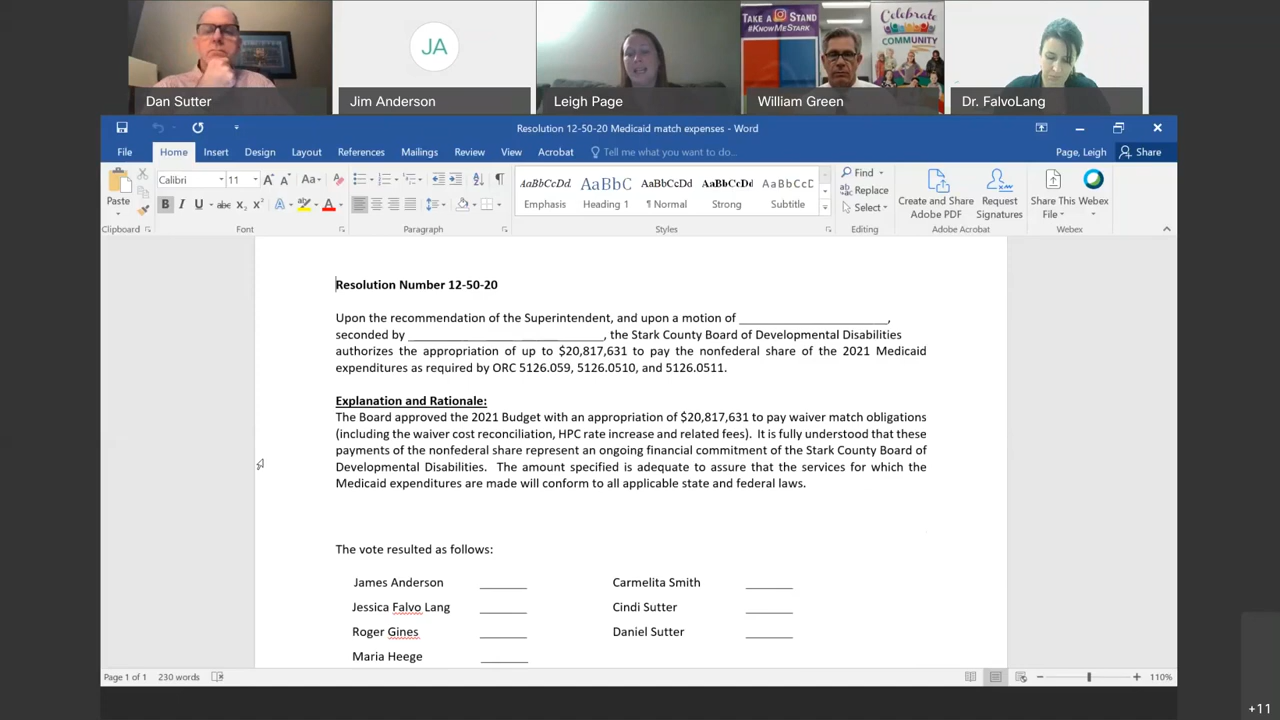 TAKE A STAND
#KNOWMESTARK
Celebrate
COMMUNITY
JA
Dan Sutter
Jim Anderson
Leigh Page
William Green
Dr. FalvoLang
Resolution 12-50-20 Medicaid match expenses - Word
File Home Insert Design Layout References Mailings Review View Acrobat Tell me what you want to do... Page, Leigh Share
Paste
Calibri 11 Aa
B I U abc X2 X2 A A
AaBbCcDd. AaBbC AaBbCcDd AaBbCcDd AaBbCcD
Emphasis Heading 1 ¶ Normal Strong Subtitle
Find
Replace
Select
Create and Share Adobe PDF
Request Signatures
Share This File
Webex
Clipboard Font Paragraph Styles Editing Adobe Acrobat Webex
Resolution Number 12-50-20
Upon the recommendation of the Superintendent, and upon a motion of ______________________,
seconded by _____________________________, the Stark County Board of Developmental Disabilities
authorizes the appropriation of up to $20,817,631 to pay the nonfederal share of the 2021 Medicaid
expenditures as required by ORC 5126.059, 5126.0510, and 5126.0511.
Explanation and Rationale:
The Board approved the 2021 Budget with an appropriation of $20,817,631 to pay waiver match obligations
(including the waiver cost reconciliation, HPC rate increase and related fees). It is fully understood that these
payments of the nonfederal share represent an ongoing financial commitment of the Stark County Board of
Developmental Disabilities. The amount specified is adequate to assure that the services for which the
Medicaid expenditures are made will conform to all applicable state and federal laws.
The vote resulted as follows:
James Anderson _______ Carmelita Smith _______
Jessica Falvo Lang _______ Cindi Sutter _______
Roger Gines _______ Daniel Sutter _______
Maria Heege _______
Page 1 of 1 230 words 110%
+11